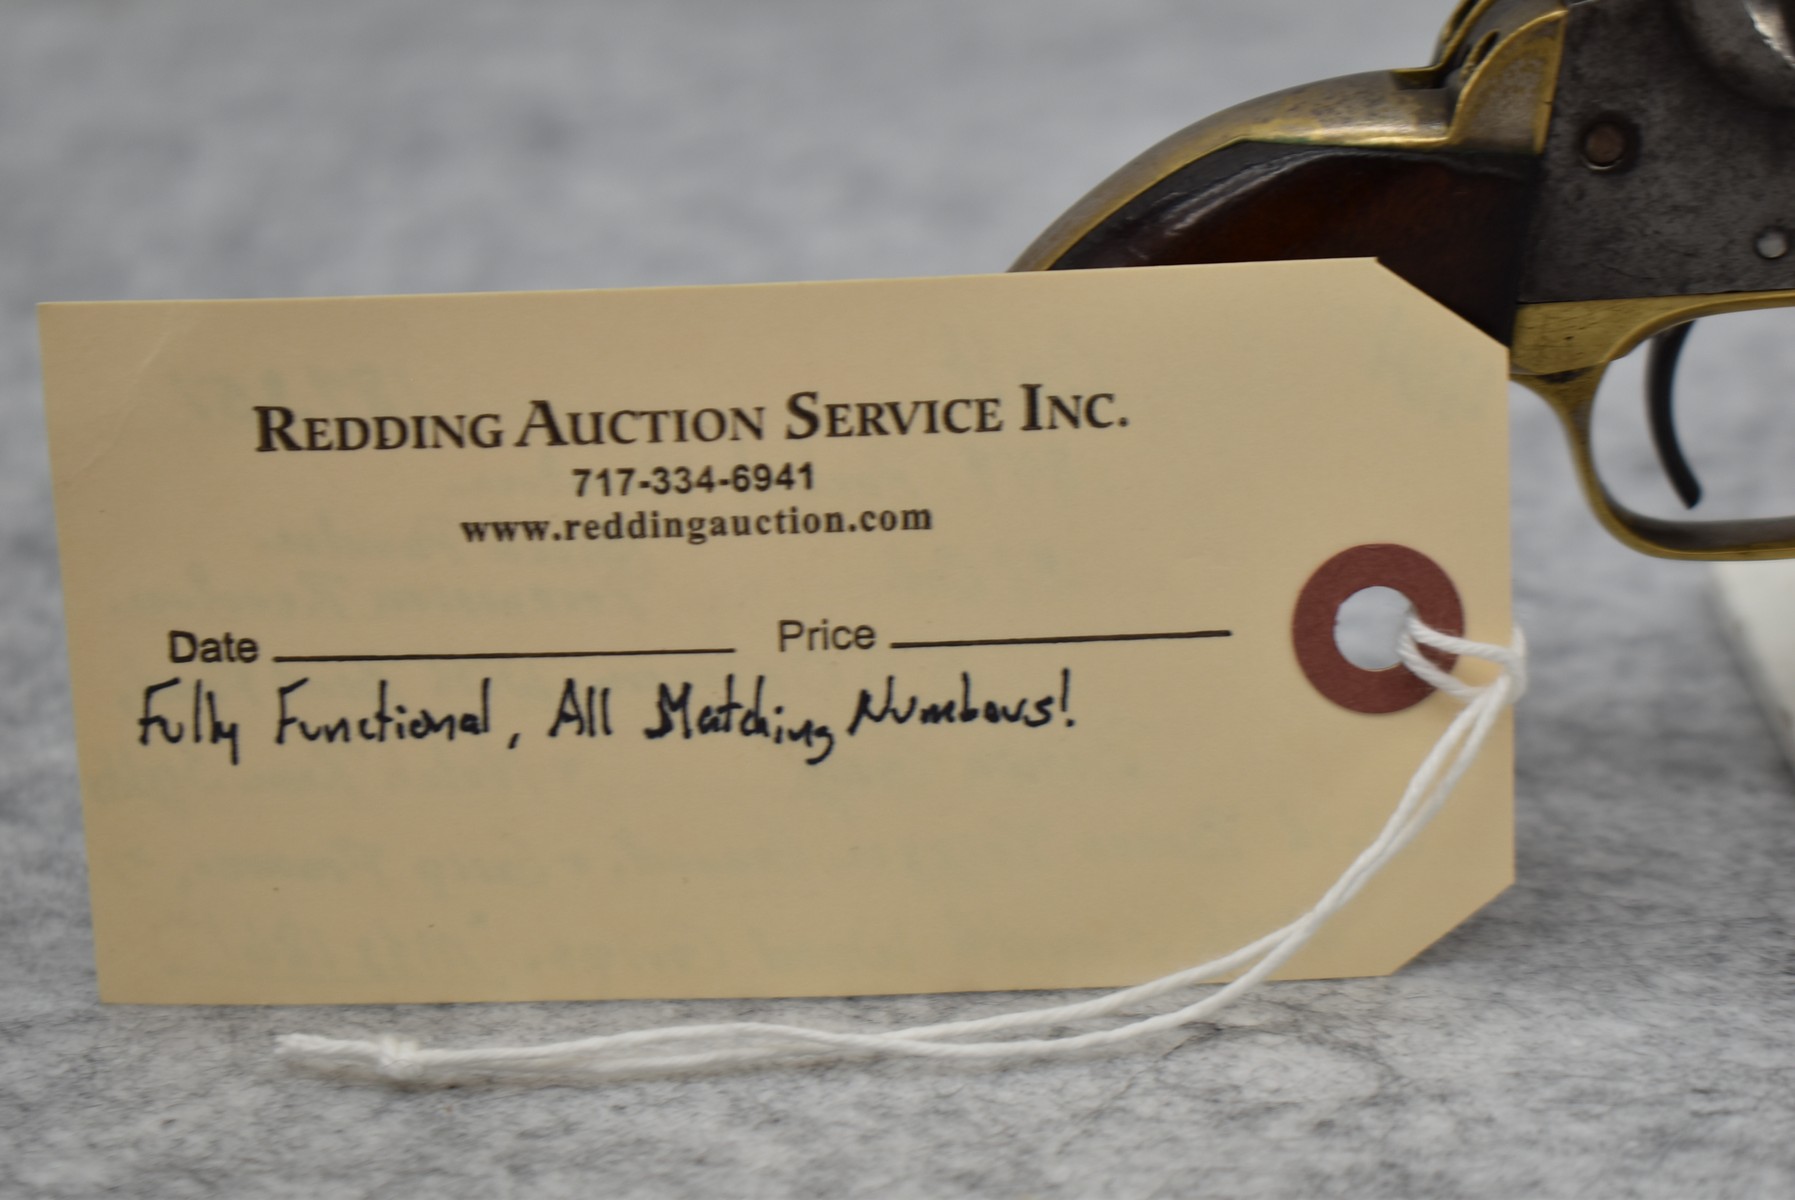 REDDING AUCTION SERVICE INC.
717-334-6941
www.reddingauction.com
Date Price
Fully Functional, All Matching Numbers!